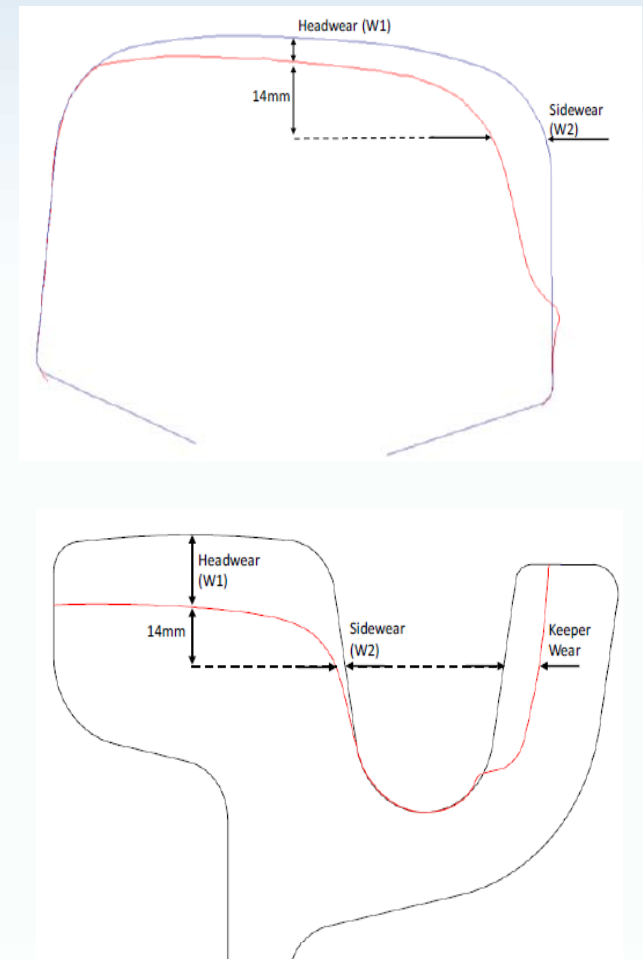 Headwear (W1)
14mm
Sidewear
(W2)
Headwear
(W1)
14mm
Sidewear
(W2)
Keeper
Wear